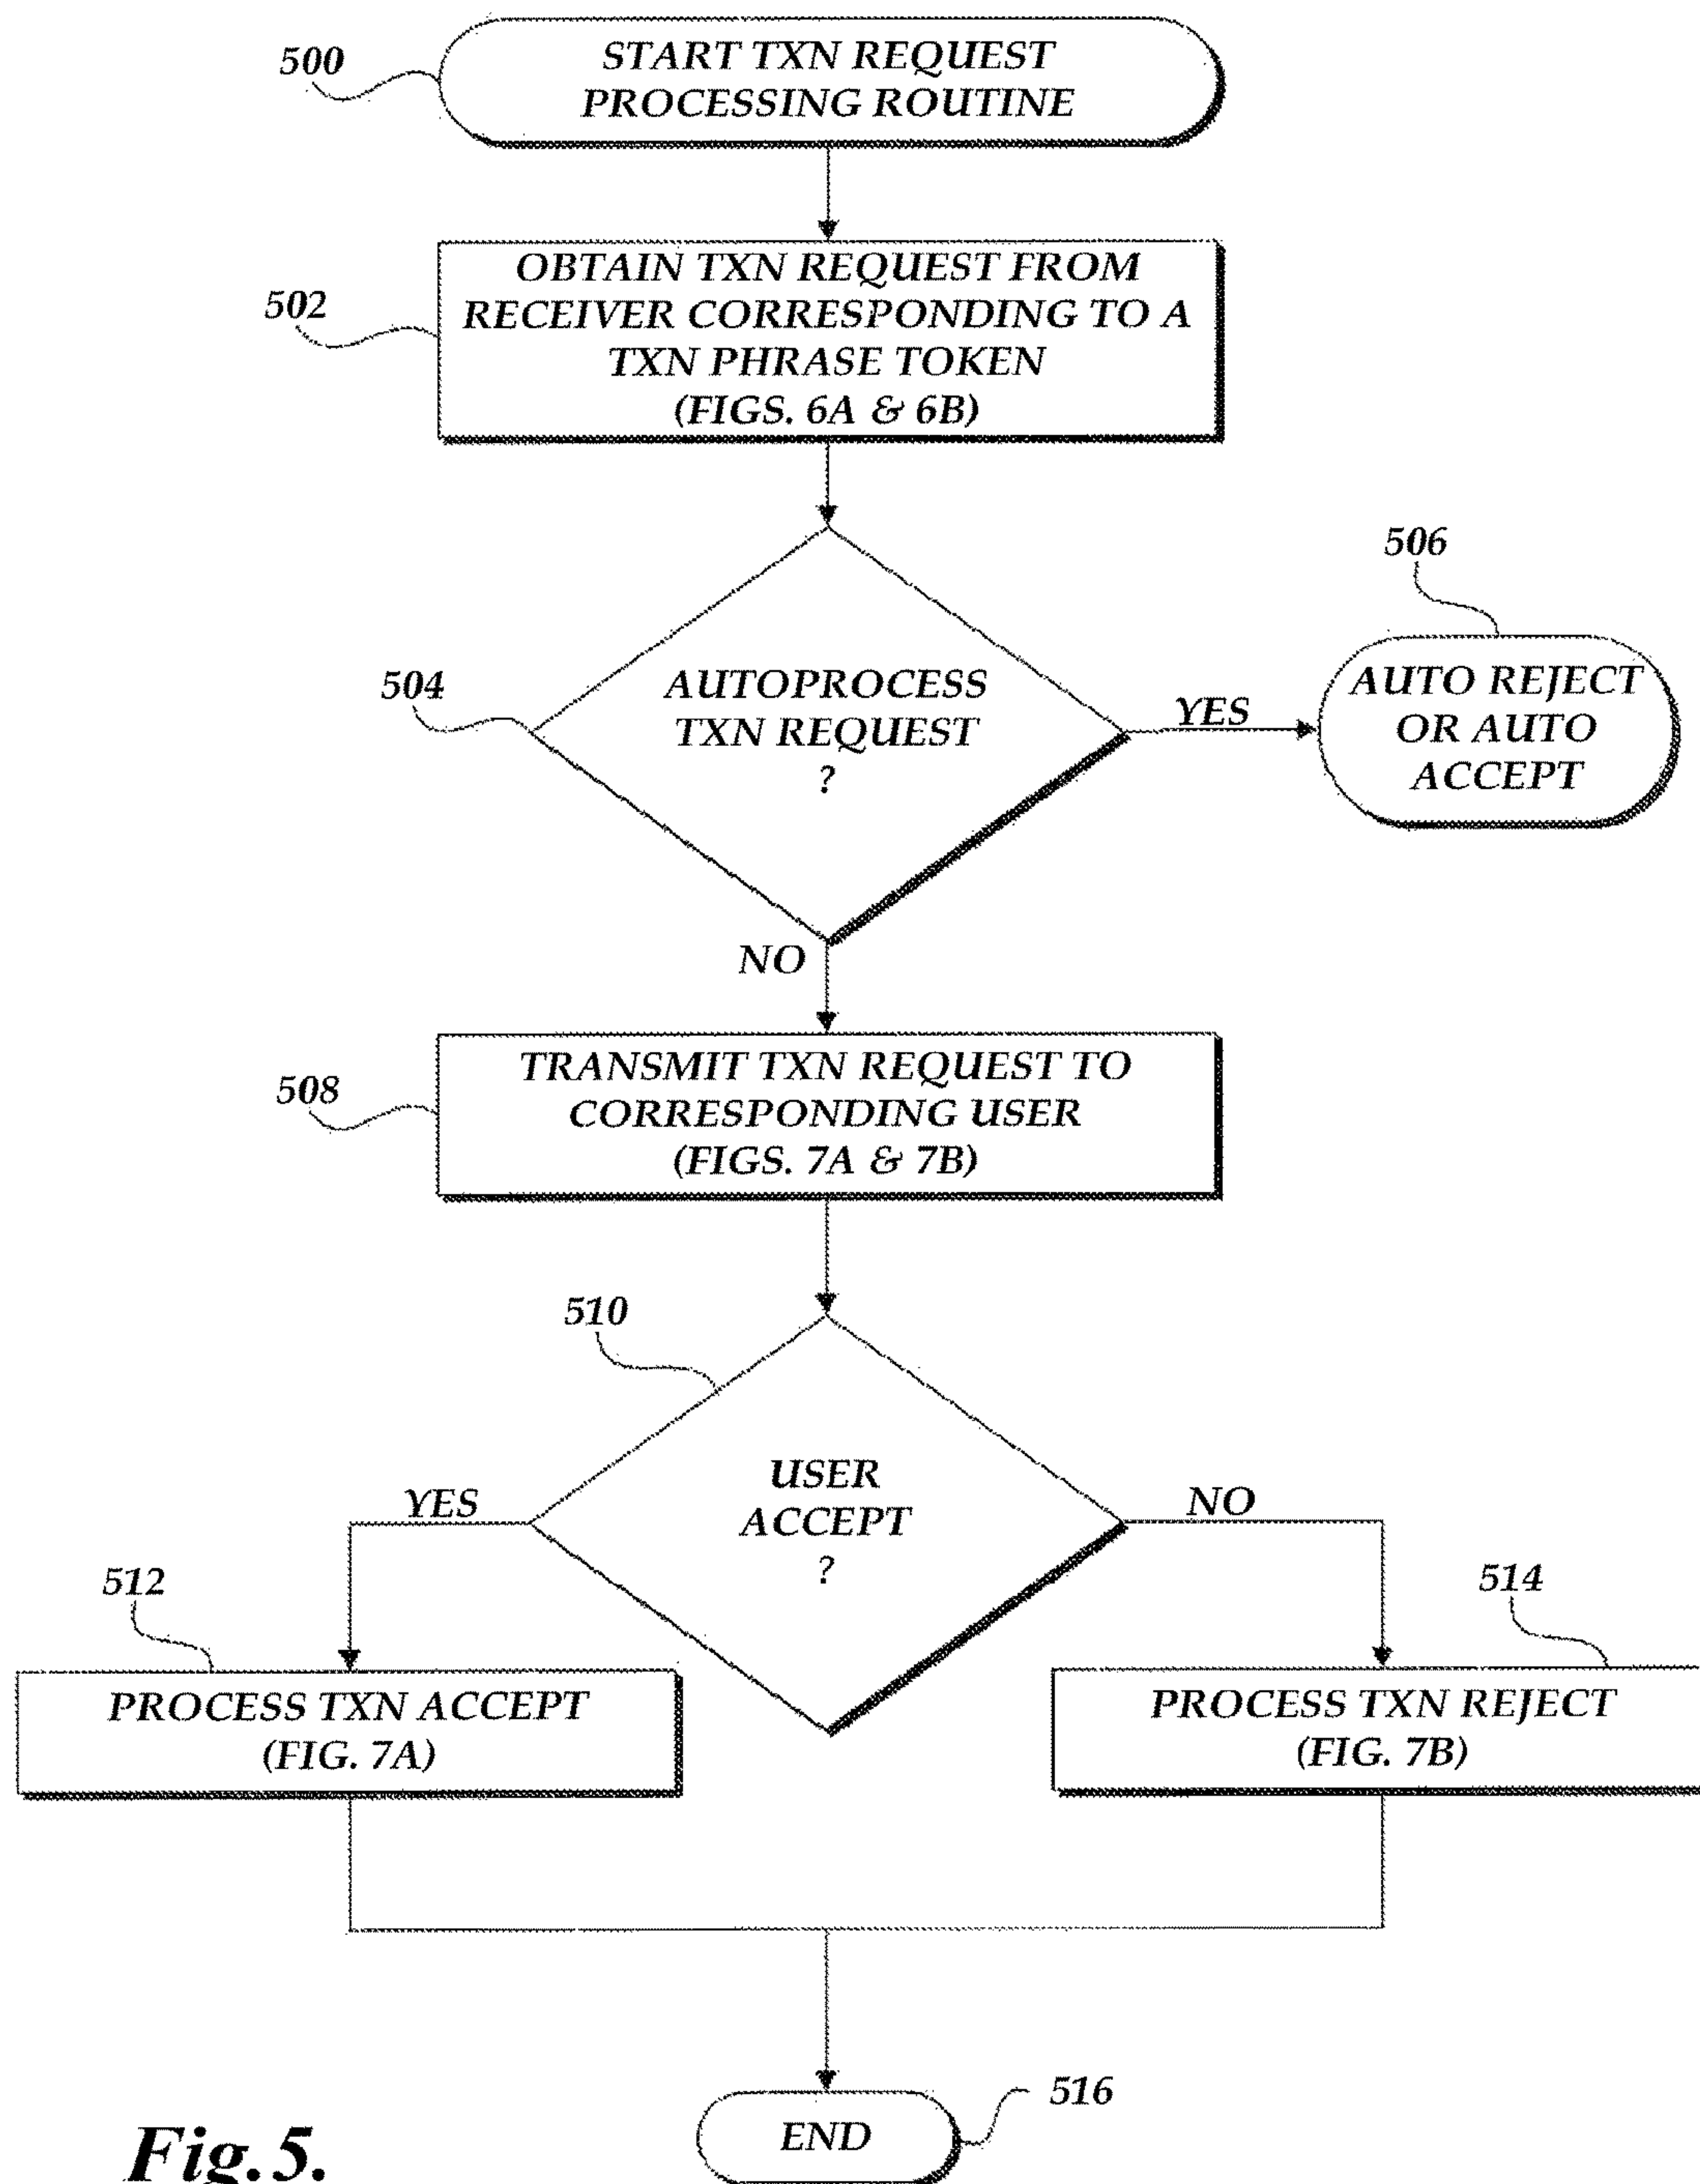 500
START TXN REQUEST
PROCESSING ROUTINE
502
OBTAIN TXN REQUEST FROM
RECEIVER CORRESPONDING TO A
TXN PHRASE TOKEN
(FIGS. 6A & 6B)
504
AUTOPROCESS
TXN REQUEST
?
YES
506
AUTO REJECT
OR AUTO
ACCEPT
NO
508
TRANSMIT TXN REQUEST TO
CORRESPONDING USER
(FIGS. 7A & 7B)
510
USER
ACCEPT
?
YES
NO
512
PROCESS TXN ACCEPT
(FIG. 7A)
514
PROCESS TXN REJECT
(FIG. 7B)
516
END
Fig.5.